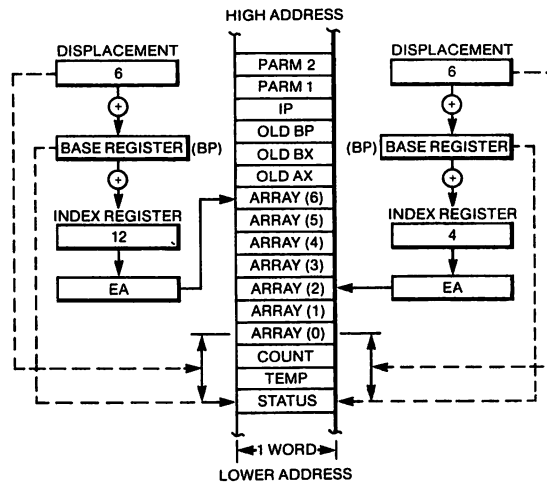 HIGH ADDRESS
DISPLACEMENT
6
+
BASE REGISTER (BP)
+
INDEX REGISTER
12
EA
PARM 2
PARM 1
IP
OLD BP
OLD BX
OLD AX
ARRAY (6)
ARRAY (5)
ARRAY (4)
ARRAY (3)
ARRAY (2)
ARRAY (1)
ARRAY (0)
COUNT
TEMP
STATUS
1 WORD
LOWER ADDRESS
DISPLACEMENT
6
+
(BP) BASE REGISTER
+
INDEX REGISTER
4
EA